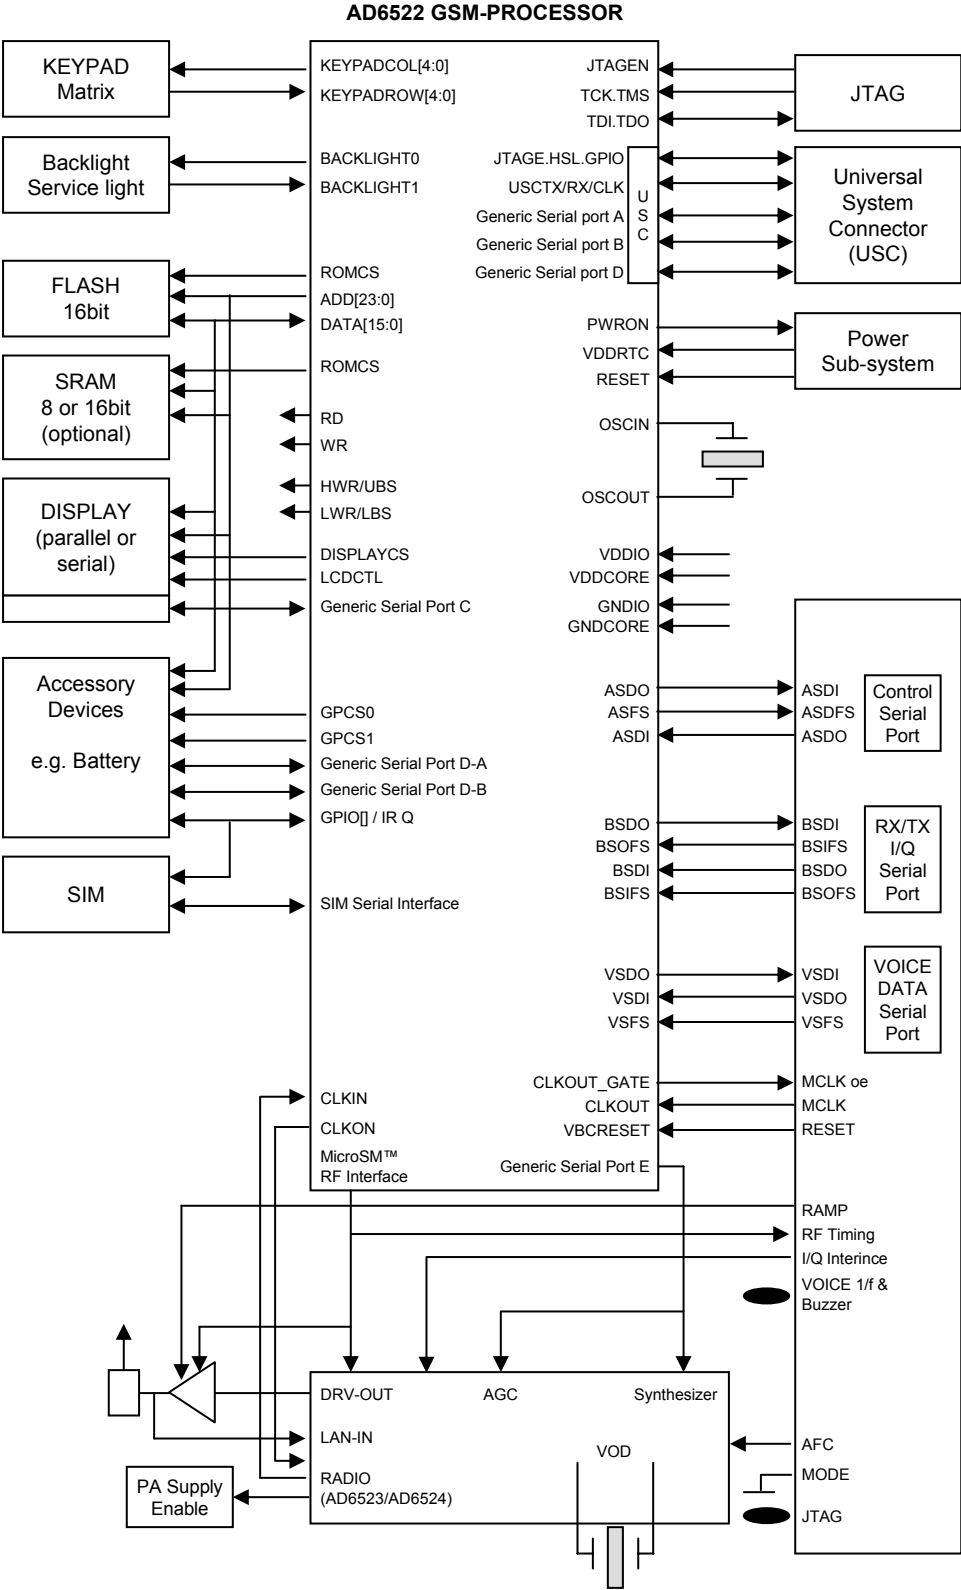 AD6522 GSM-PROCESSOR
KEYPAD
Matrix
Backlight
Service light
FLASH
16bit
SRAM
8 or 16bit
(optional)
DISPLAY
(parallel or
serial)
Accessory
Devices
e.g. Battery
SIM
KEYPADCOL[4:0]
KEYPADROW[4:0]
BACKLIGHT0
BACKLIGHT1
ROMCS
ADD[23:0]
DATA[15:0]
ROMCS
RD
WR
HWR/UBS
LWR/LBS
DISPLAYCS
LCDCTL
Generic Serial Port C
GPCS0
GPCS1
Generic Serial Port D-A
Generic Serial Port D-B
GPIO[] / IR Q
SIM Serial Interface
CLKIN
CLKON
MicroSM™
RF Interface
JTAGEN
TCK.TMS
TDI.TDO
JTAGE.HSL.GPIO
USCTX/RX/CLK
Generic Serial port A
Generic Serial port B
Generic Serial port D
U
S
C
PWRON
VDDRTC
RESET
OSCIN
OSCOUT
VDDIO
VDDCORE
GNDIO
GNDCORE
ASDO
ASFS
ASDI
BSDO
BSOFS
BSDI
BSIFS
VSDO
VSDI
VSFS
CLKOUT_GATE
CLKOUT
VBCRESET
Generic Serial Port E
JTAG
Universal
System
Connector
(USC)
Power
Sub-system
ASDI
ASDFS
ASDO
Control
Serial
Port
BSDI
BSIFS
BSDO
BSOFS
RX/TX
I/Q
Serial
Port
VSDI
VSDO
VSFS
VOICE
DATA
Serial
Port
MCLK oe
MCLK
RESET
RAMP
RF Timing
I/Q Interince
VOICE 1/f &
Buzzer
AFC
MODE
JTAG
DRV-OUT
AGC
Synthesizer
LAN-IN
VOD
RADIO
(AD6523/AD6524)
PA Supply
Enable